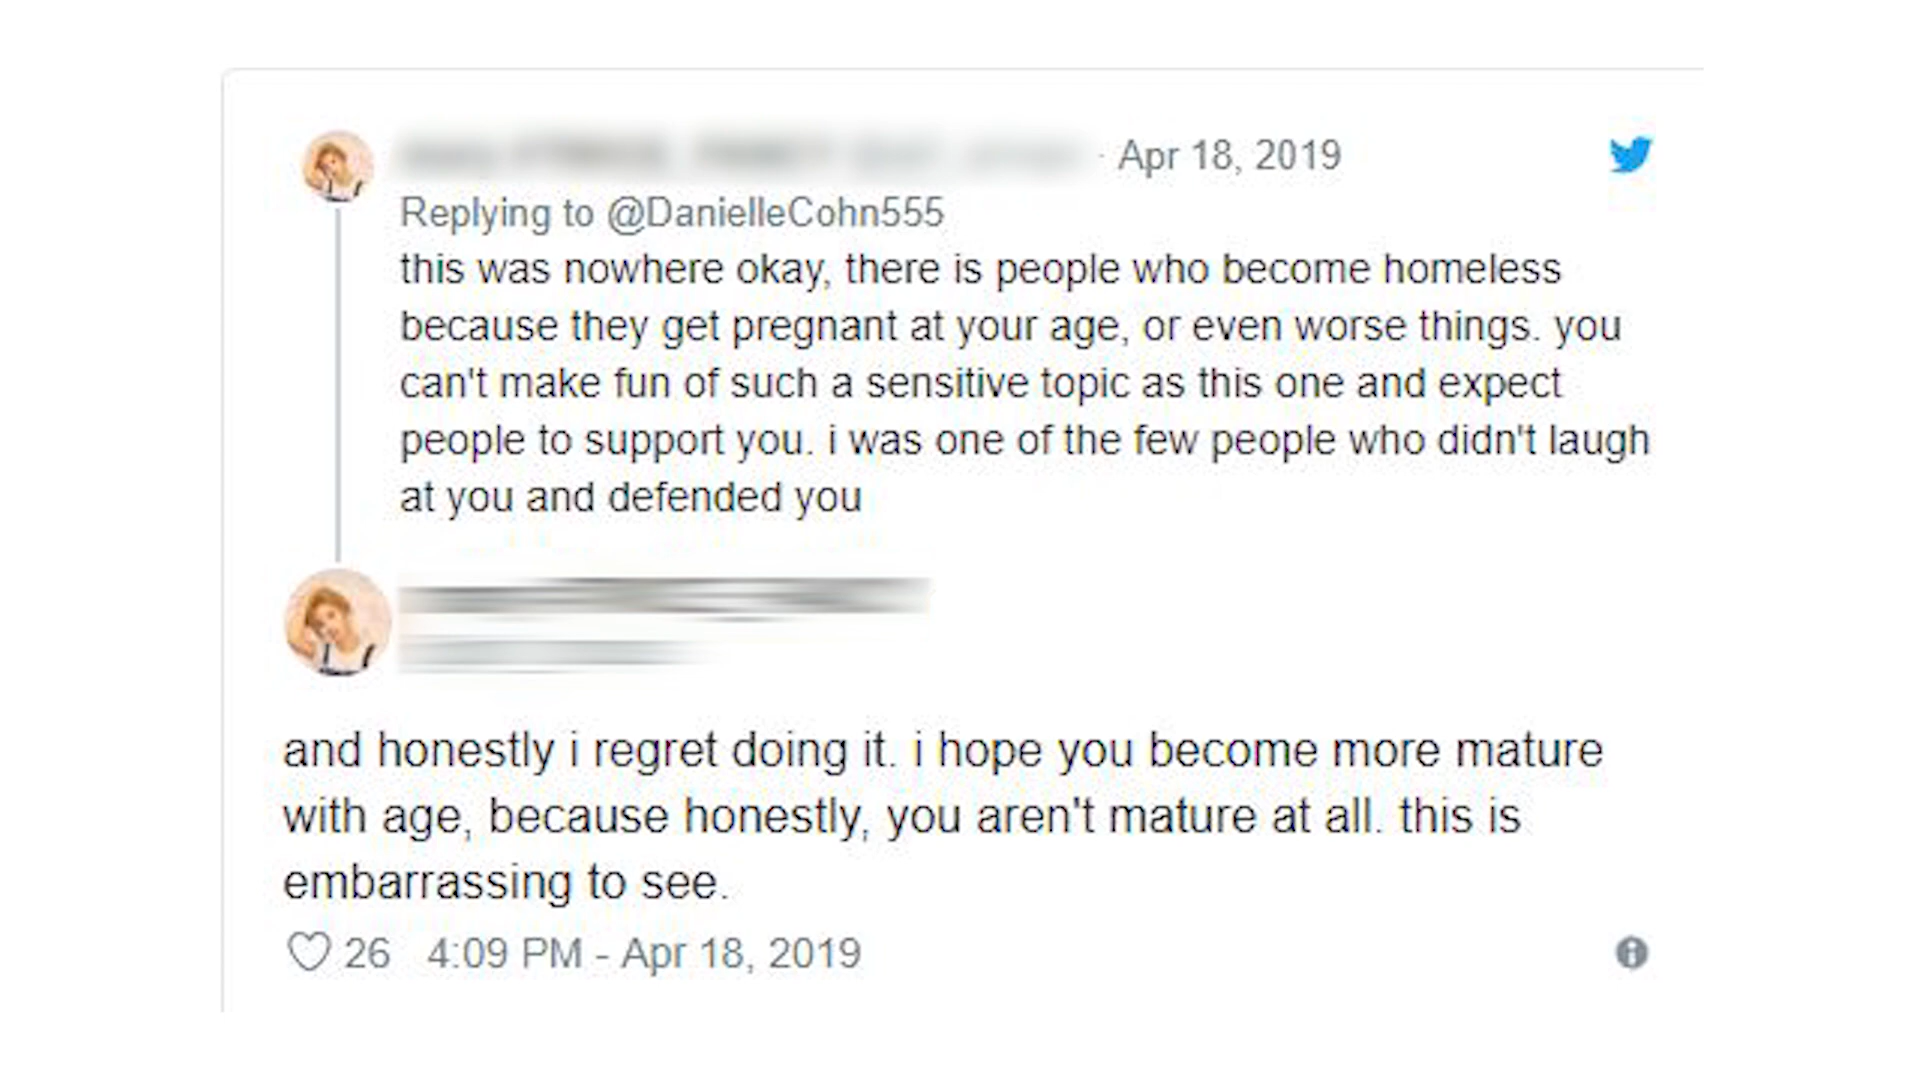 · Apr 18, 2019
Replying to @DanielleCohn555
this was nowhere okay, there is people who become homeless
because they get pregnant at your age, or even worse things. you
can't make fun of such a sensitive topic as this one and expect
people to support you. i was one of the few people who didn't laugh
at you and defended you
and honestly i regret doing it. i hope you become more mature
with age, because honestly, you aren't mature at all. this is
embarrassing to see.
26 4:09 PM - Apr 18, 2019